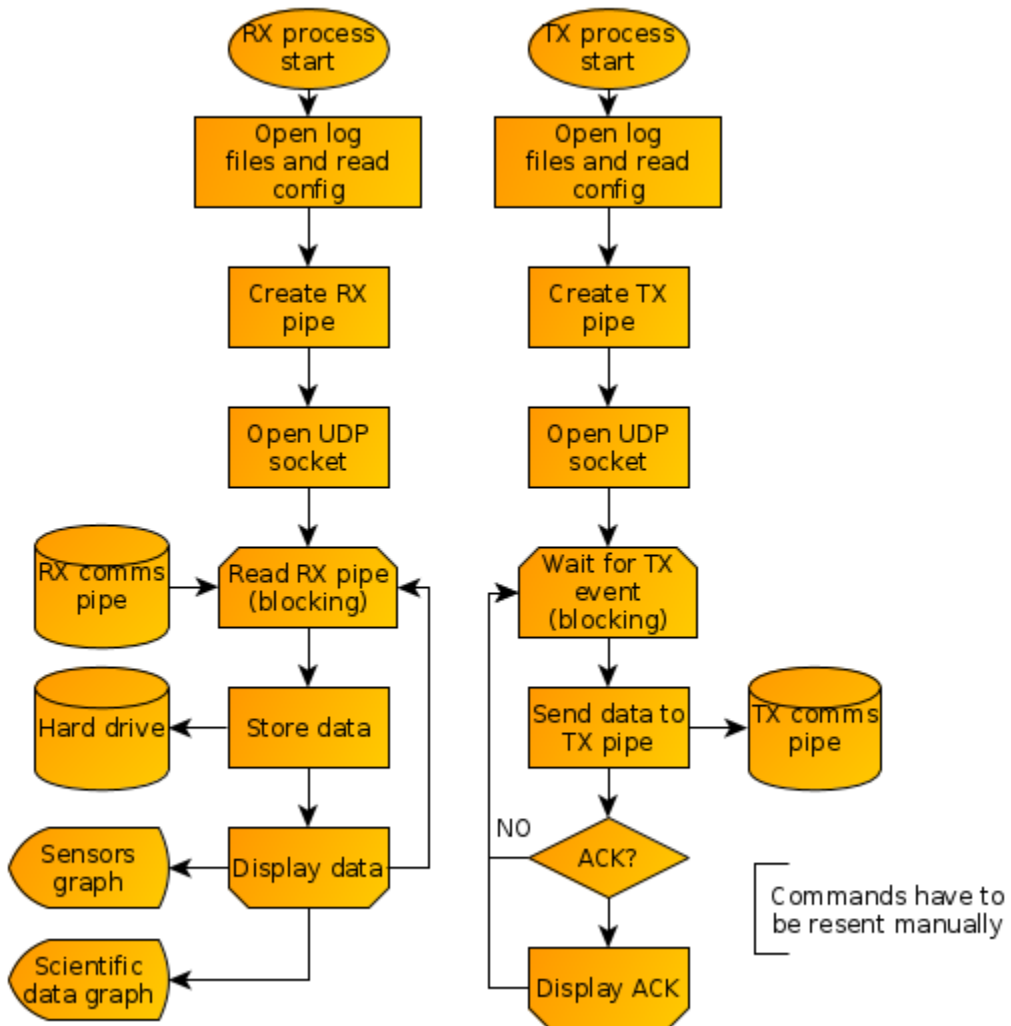 RX process
start
TX process
start
Open log
files and read
config
Open log
files and read
config
Create RX
pipe
Create TX
pipe
Open UDP
socket
Open UDP
socket
RX comms
pipe
Read RX pipe
(blocking)
Wait for TX
event
(blocking)
Hard drive
Store data
Send data to
TX pipe
TX comms
pipe
NO
Sensors
graph
Display data
ACK?
Commands have to
be resent manually
Scientific
data graph
Display ACK